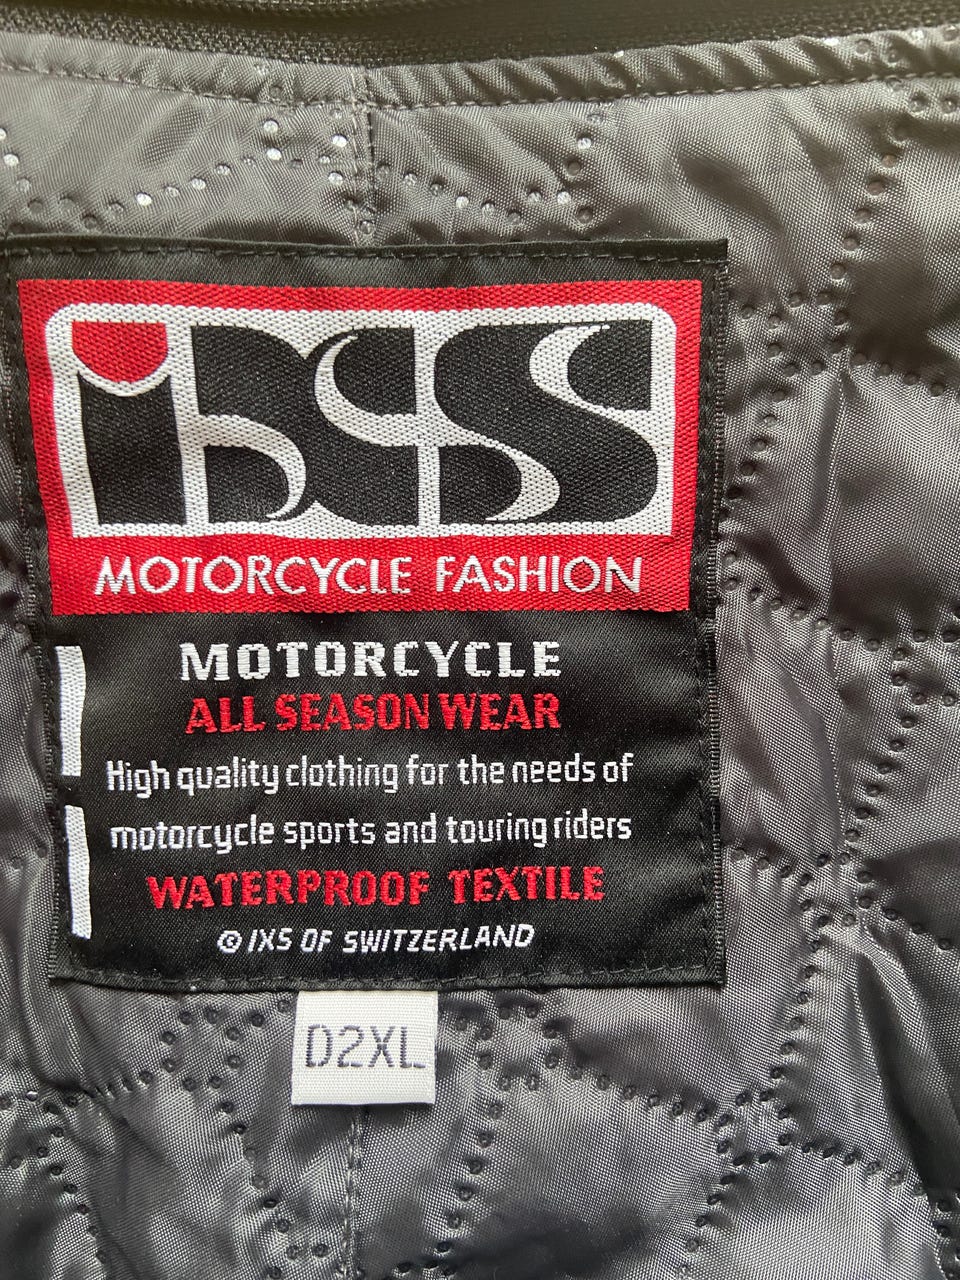 iXS
MOTORCYCLE FASHION
MOTORCYCLE
ALL SEASON WEAR
High quality clothing for the needs of
motorcycle sports and touring riders
WATERPROOF TEXTILE
© IXS OF SWITZERLAND
D2XL